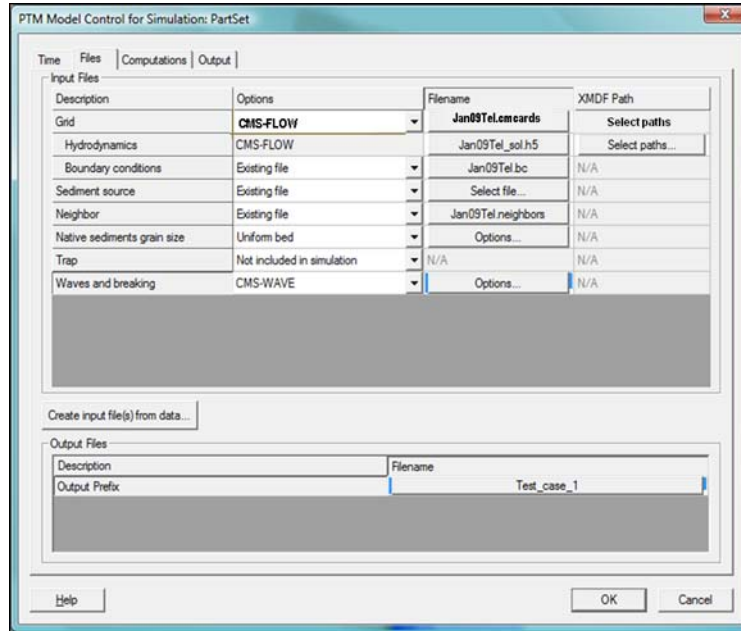 PTM Model Control for Simulation: PartSet
Time Files Computations Output
Input Files
Description Options Filename XMDF Path
Grid CMS-FLOW Jan09Tel.cmcards Select paths
Hydrodynamics CMS-FLOW Jan09Tel_sol.h5 Select paths...
Boundary conditions Existing file Jan09Tel.bc N/A
Sediment source Existing file Select file... N/A
Neighbor Existing file Jan09Tel.neighbors N/A
Native sediments grain size Uniform bed Options... N/A
Trap Not included in simulation N/A N/A
Waves and breaking CMS-WAVE Options... N/A
Create input file(s) from data...
Output Files
Description Filename
Output Prefix Test_case_1
Help OK Cancel